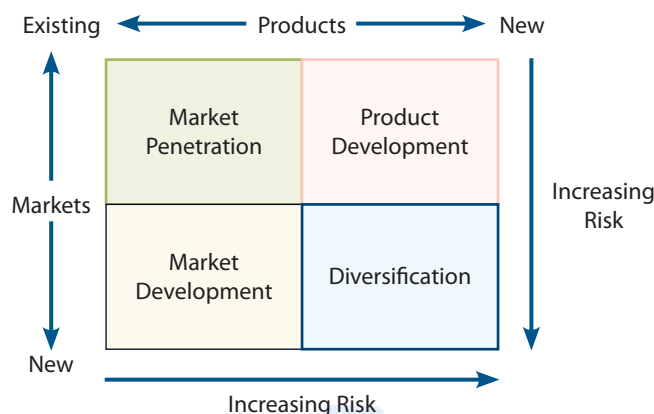 Existing
Products
New
Market
Penetration
Product
Development
Markets
Increasing
Risk
Market
Development
Diversification
New
Increasing Risk